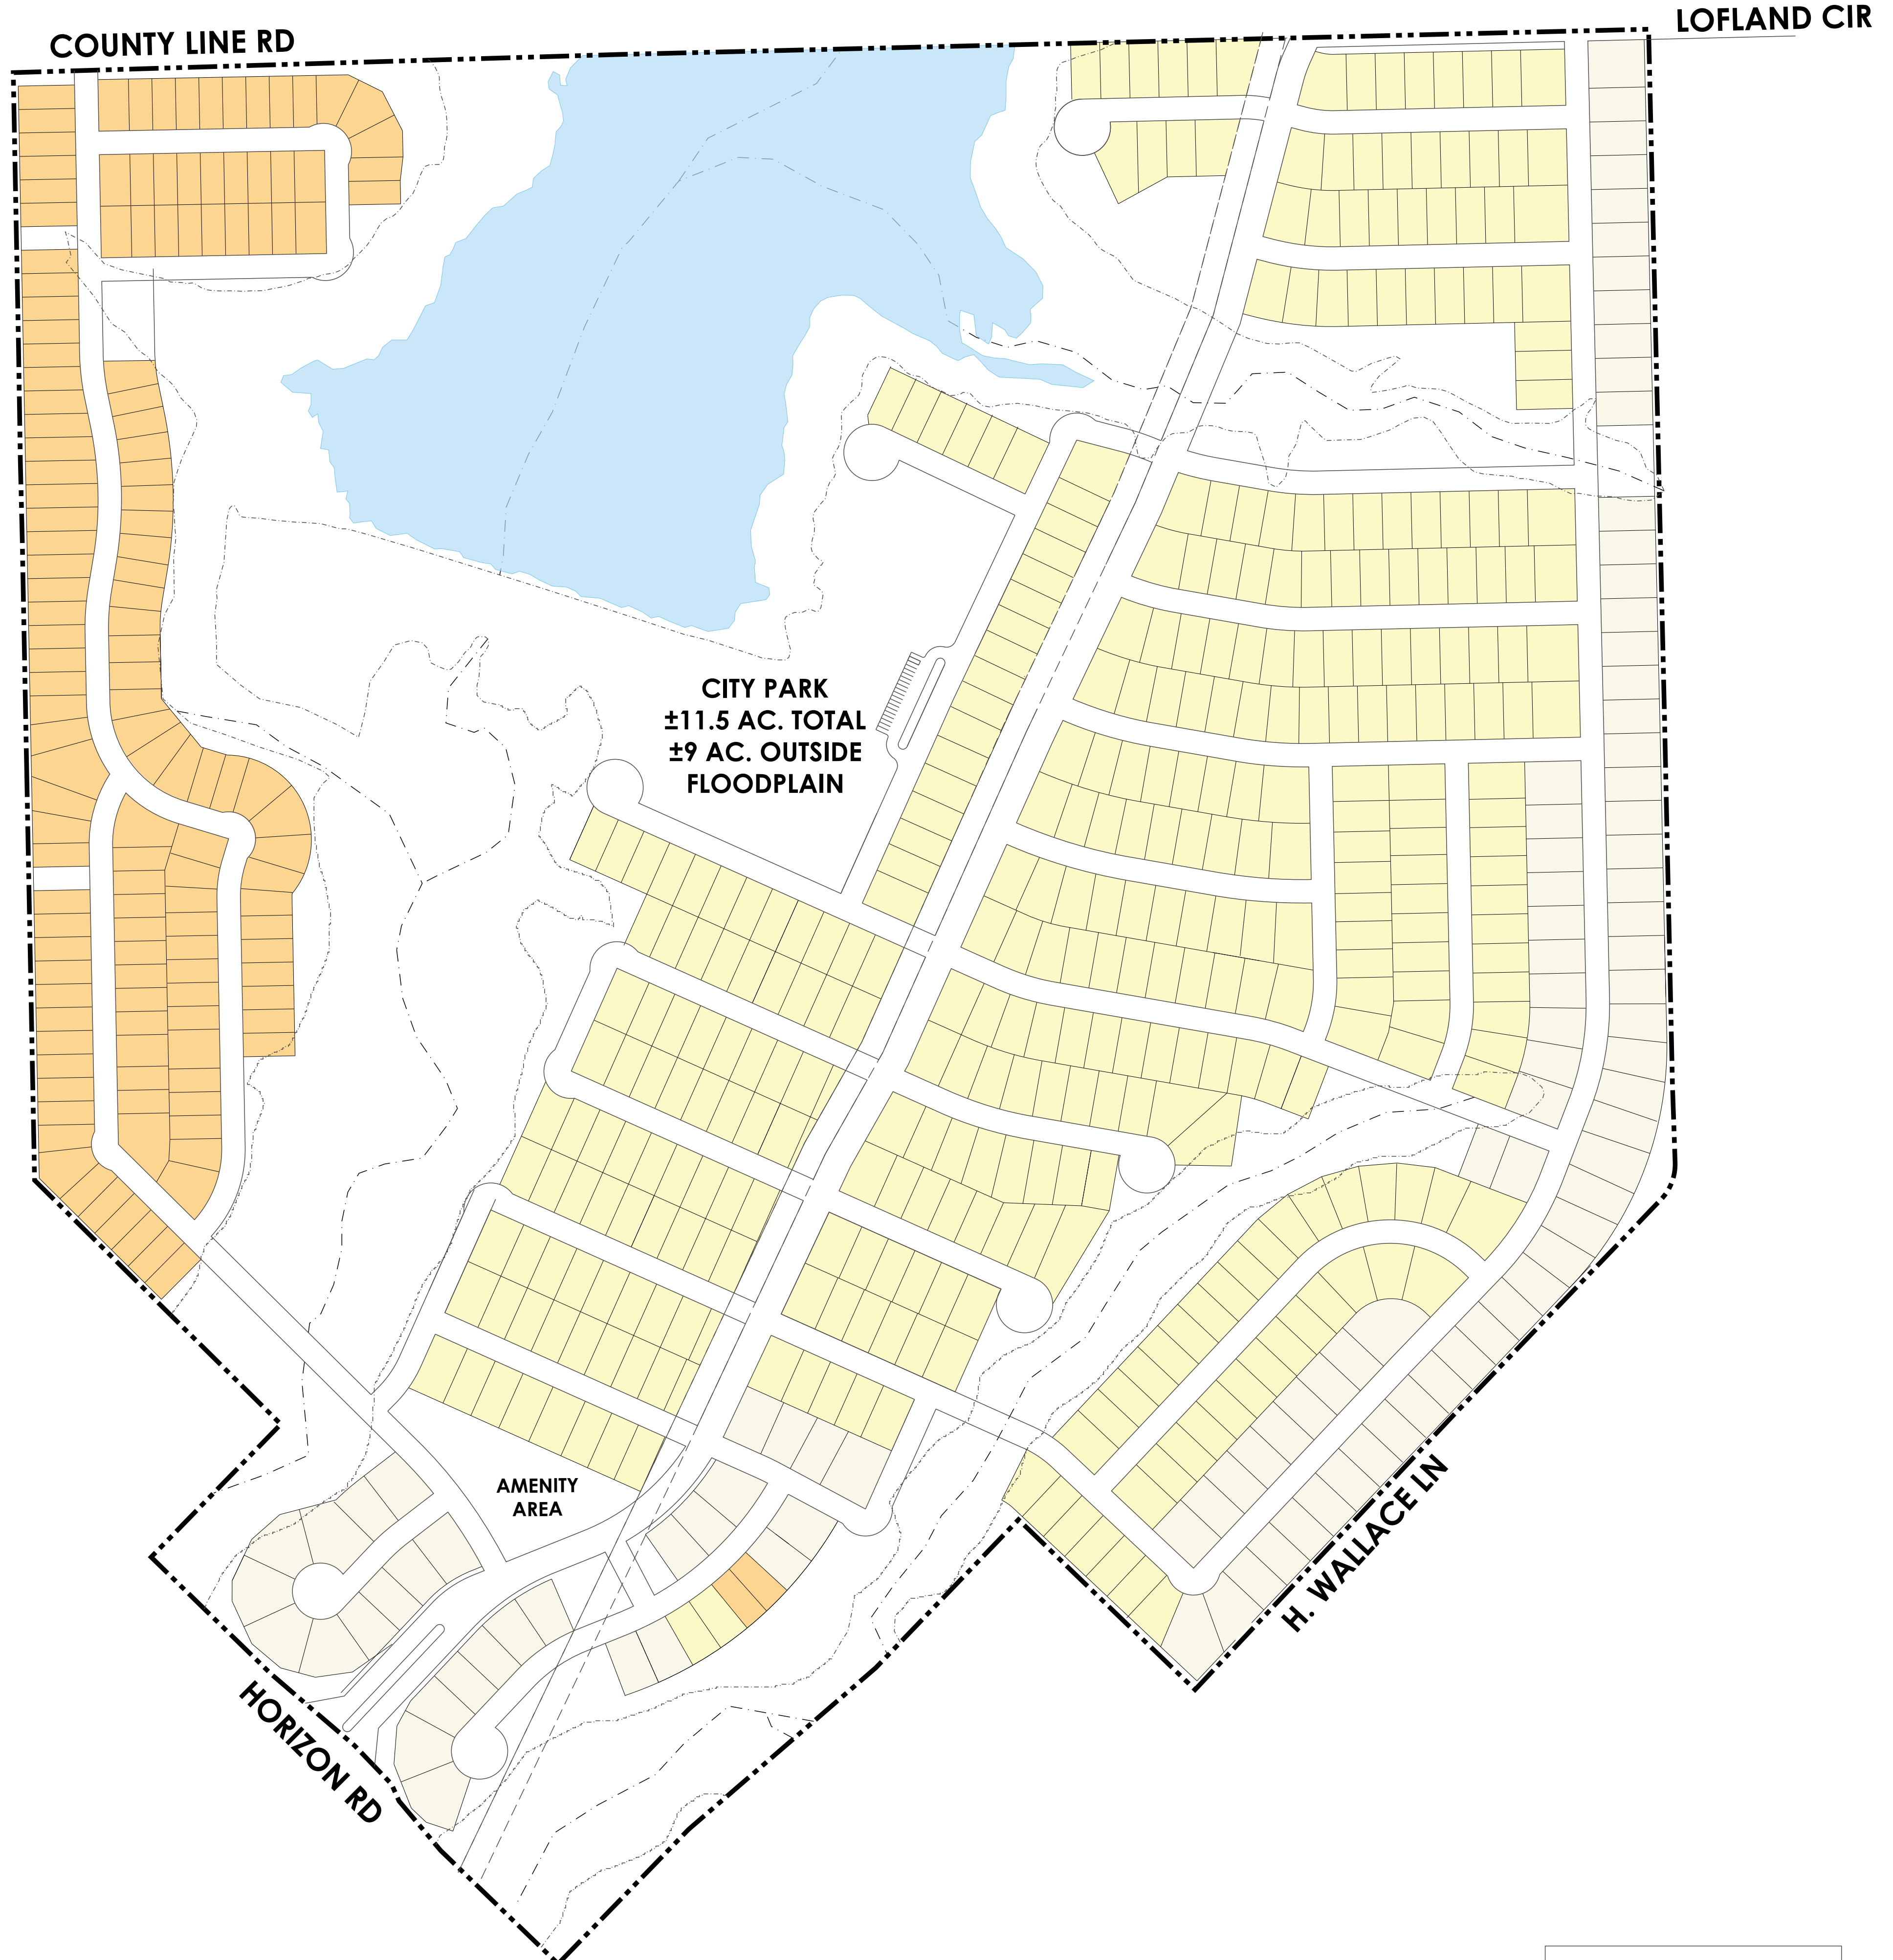 COUNTY LINE RD
LOFLAND CIR
CITY PARK
±11.5 AC. TOTAL
±9 AC. OUTSIDE
FLOODPLAIN
AMENITY
AREA
H. WALLACE LN
HORIZON RD